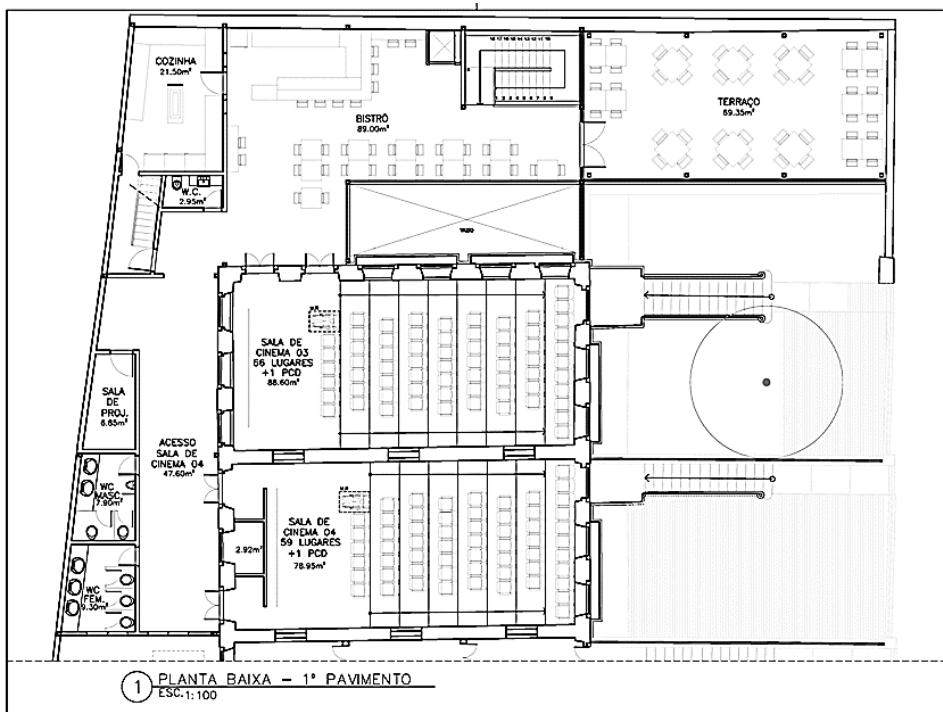 COZINHA
21.50m²
BISTRÔ
89.00m²
TERRAÇO
69.35m²
W.C.
2.95m²
VAZIO
SALA DE
CINEMA 03
66 LUGARES
+1 PCD
88.60m²
SALA
DE
PROJ.
6.65m²
ACESSO
SALA DE
CINEMA 04
47.60m²
WC
MASC.
7.90m²
SALA DE
CINEMA 04
59 LUGARES
+1 PCD
78.95m²
2.92m²
WC
FEM.
9.30m²
1 PLANTA BAIXA – 1º PAVIMENTO
ESC.1:100